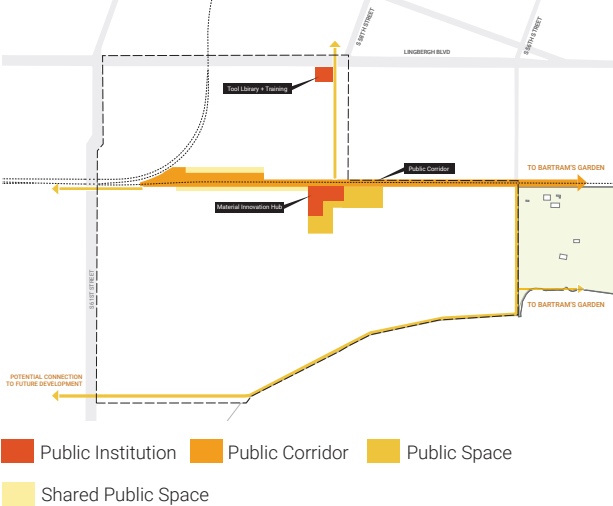 S 58TH STREET
S 56TH STREET
LINGBERGH BLVD
Tool Lbirary + Training
Public Corridor
TO BARTRAM'S GARDEN
Material Innovation Hub
S 61ST STREET
TO BARTRAM'S GARDEN
POTENTIAL CONNECTION
TO FUTURE DEVELOPMENT
Public Institution
Public Corridor
Public Space
Shared Public Space